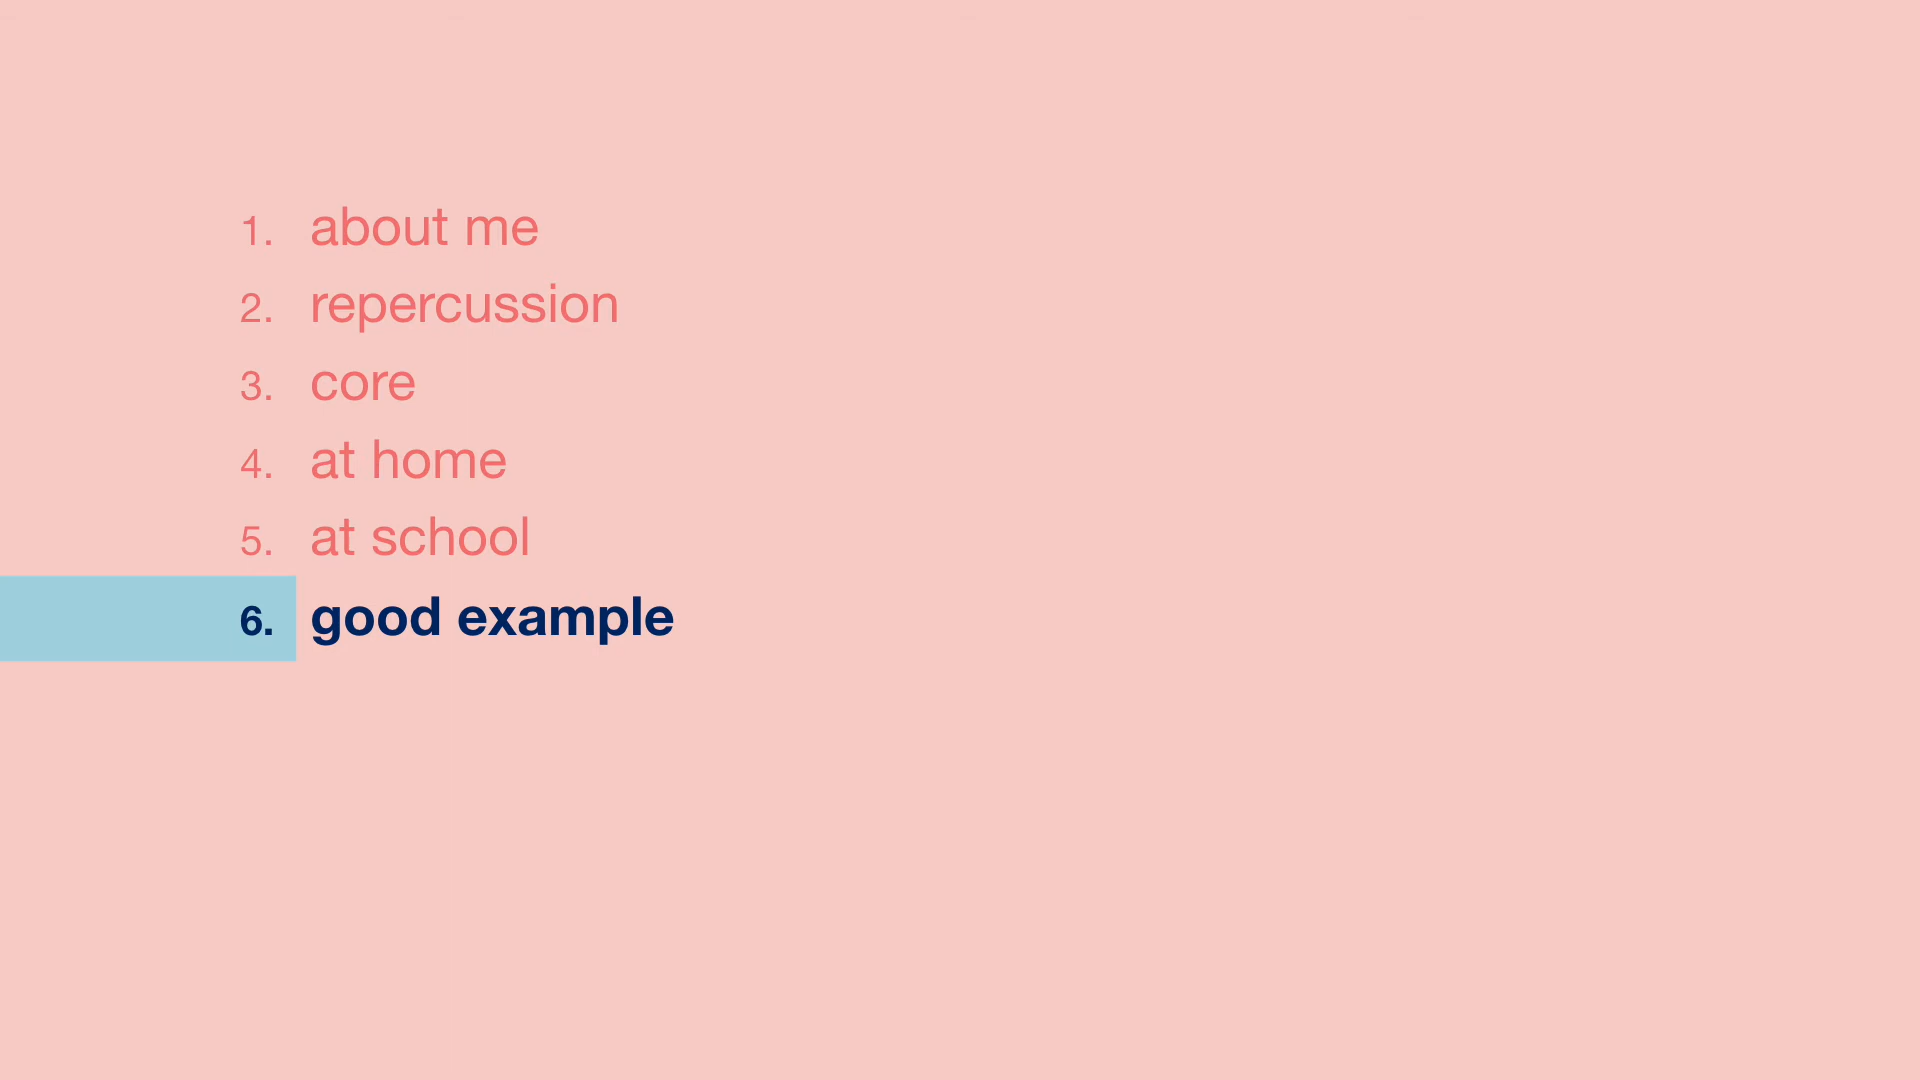 1. about me
2. repercussion
3. core
4. at home
5. at school
6. good example